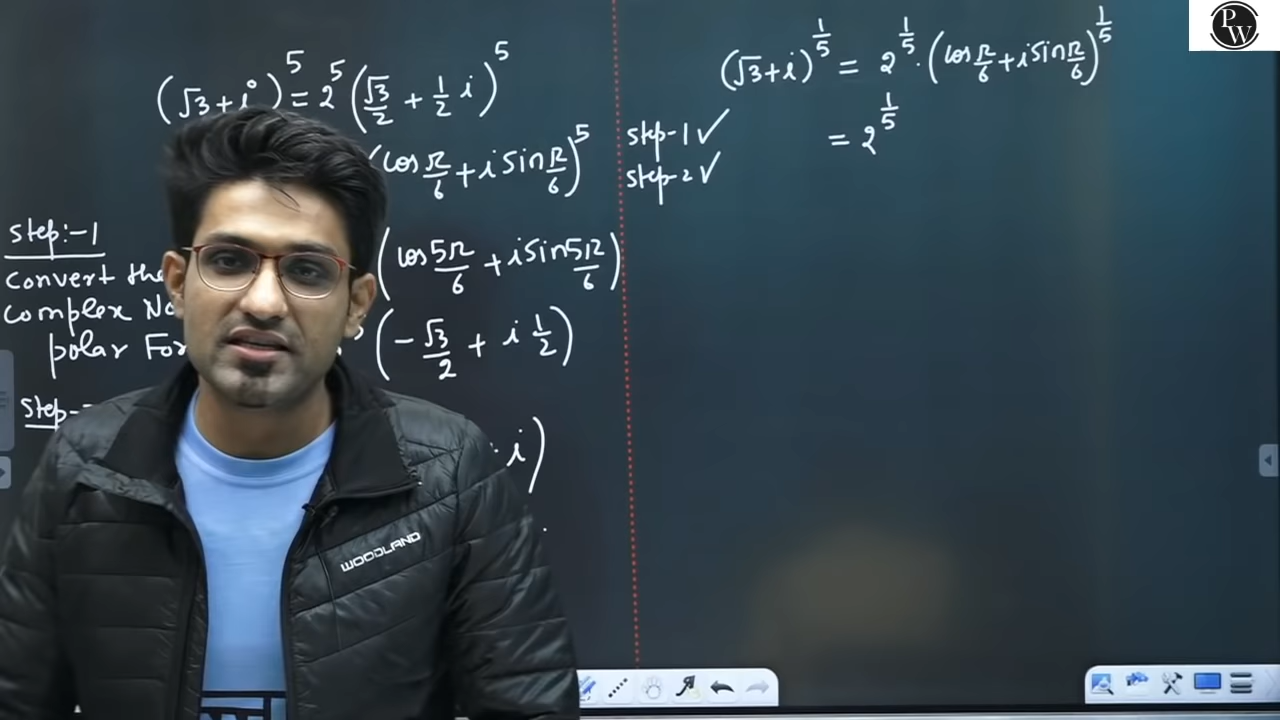 (√3+i)^5 = 2^5 (√3/2 + 1/2 i)^5
(cos π/6 + i sin π/6)^5
step:-1
convert the
complex No
polar For
(cos 5π/6 + i sin 5π/6)
(-√3/2 + i 1/2)
Step-
i)
WOODLAND
PW
(√3+i)^1/5 = 2^1/5 . (cos π/6 + i sin π/6)^1/5
step-1 ✓
= 2^1/5
step-2 ✓